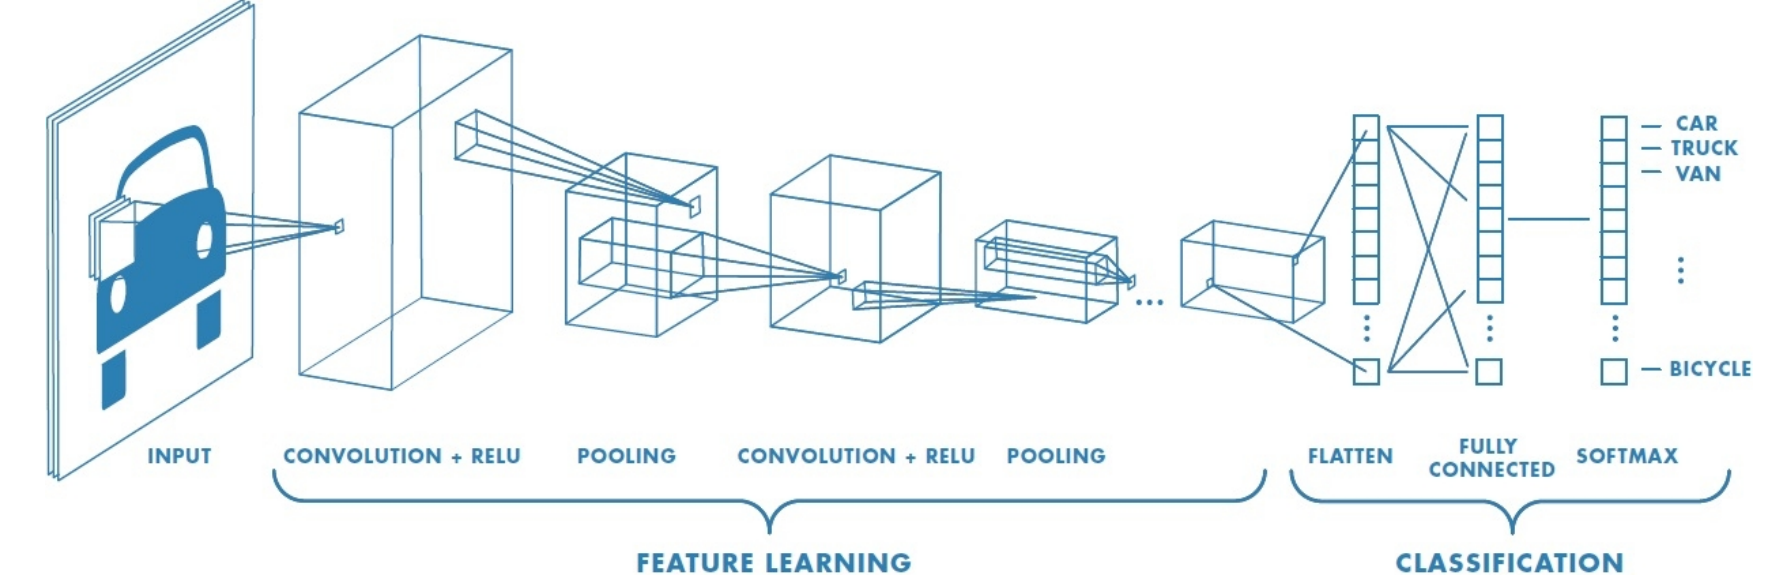 CAR
TRUCK
VAN
BICYCLE
INPUT
CONVOLUTION + RELU
POOLING
CONVOLUTION + RELU
POOLING
FLATTEN
FULLY
CONNECTED
SOFTMAX
FEATURE LEARNING
CLASSIFICATION